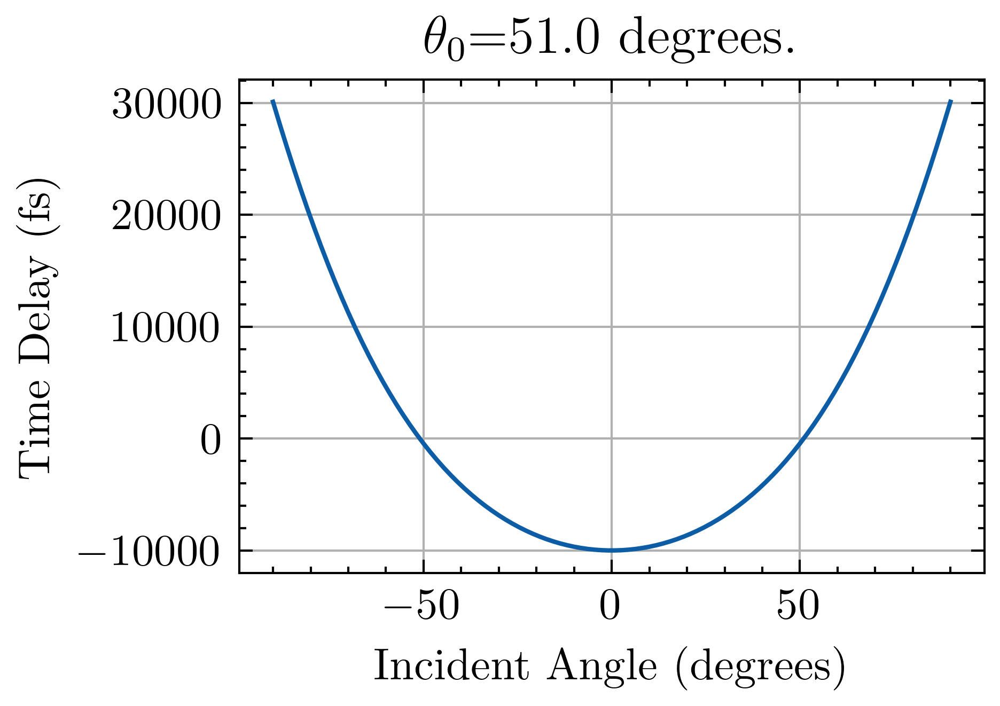 θ₀=51.0 degrees.
30000
20000
10000
0
−10000
Time Delay (fs)
−50 0 50
Incident Angle (degrees)